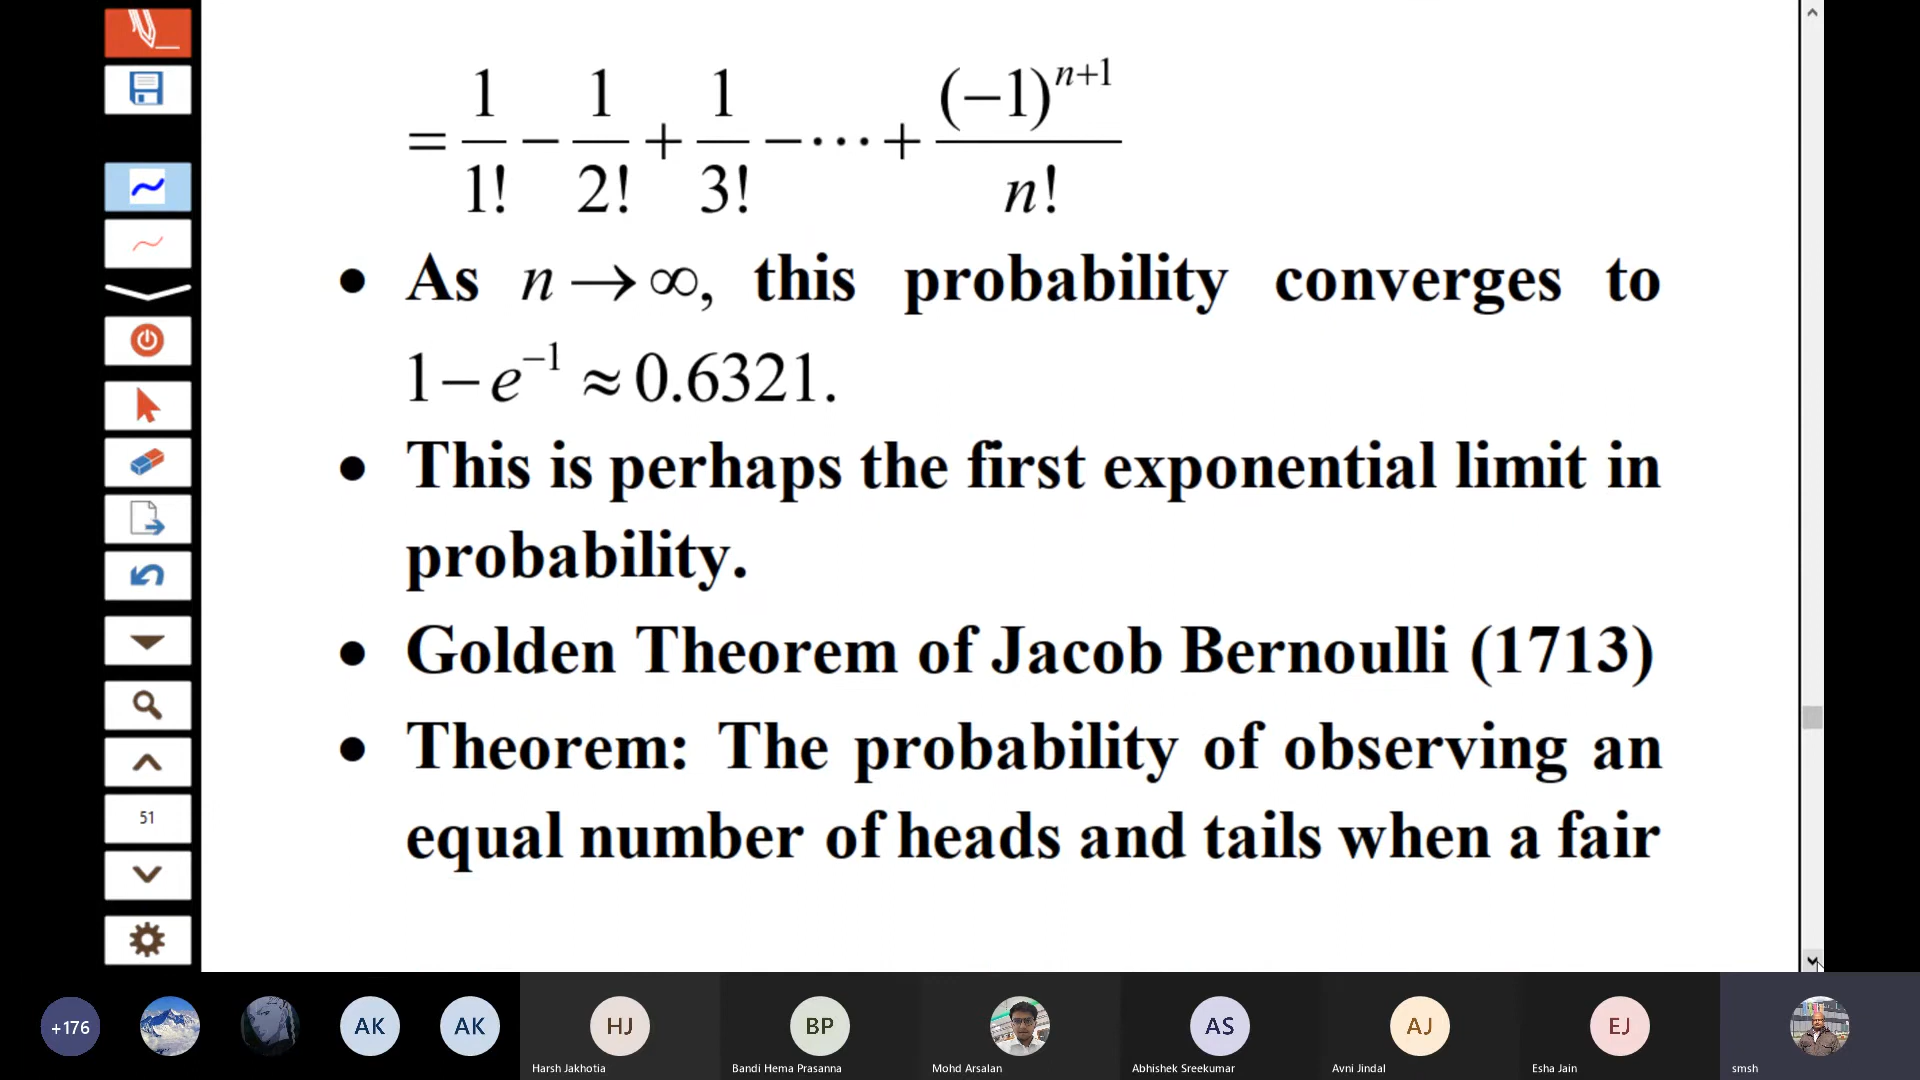 = 1/1! − 1/2! + 1/3! − ⋯ + (−1)^{n+1}/n!
• As n → ∞, this probability converges to
1 − e^{−1} ≈ 0.6321.
• This is perhaps the first exponential limit in
probability.
• Golden Theorem of Jacob Bernoulli (1713)
• Theorem: The probability of observing an
equal number of heads and tails when a fair
51
+176
AK
AK
HJ
BP
AS
AJ
EJ
Harsh Jakhotia
Bandi Hema Prasanna
Mohd Arsalan
Abhishek Sreekumar
Avni Jindal
Esha Jain
smsh